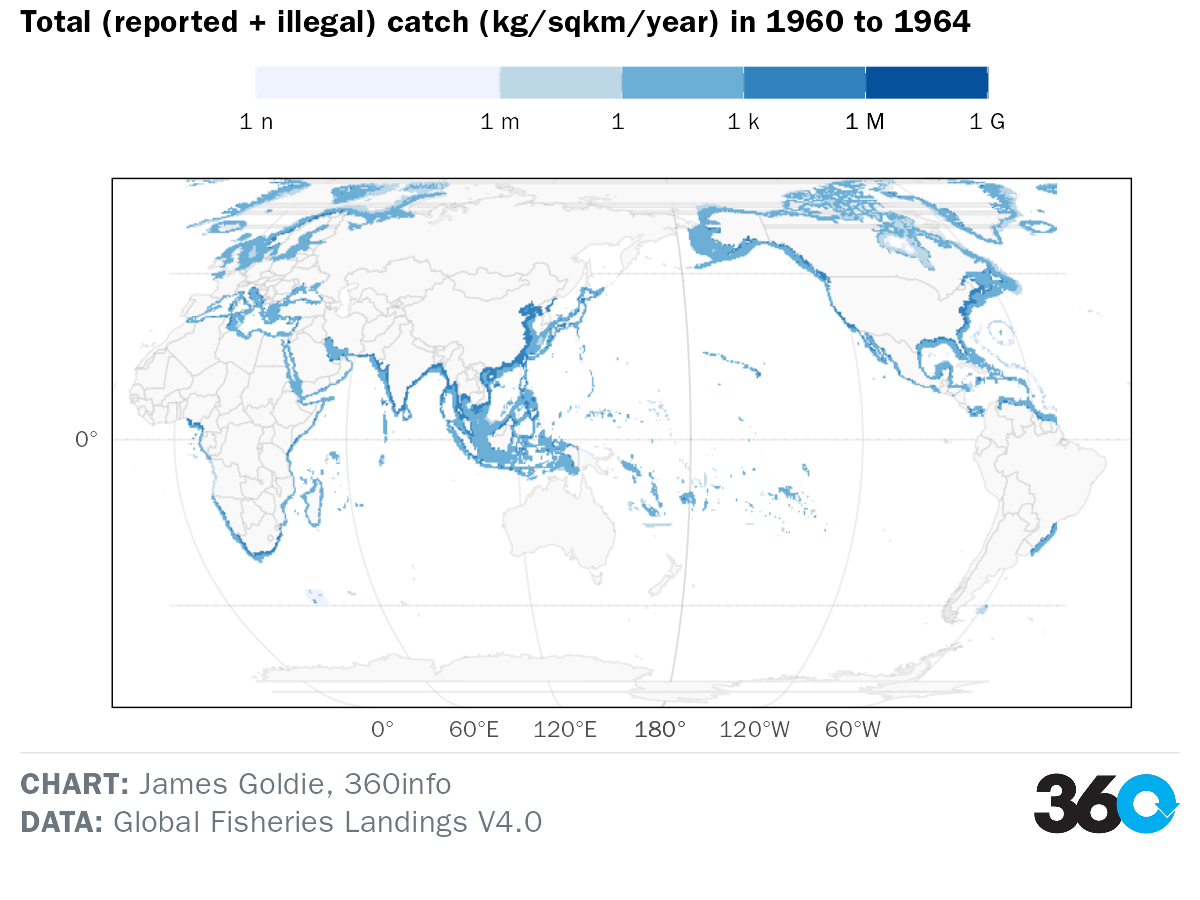 Total (reported + illegal) catch (kg/sqkm/year) in 1960 to 1964
1 n 1 m 1 1 k 1 M 1 G
0°
0° 60°E 120°E 180° 120°W 60°W
CHART: James Goldie, 360info
DATA: Global Fisheries Landings V4.0
360